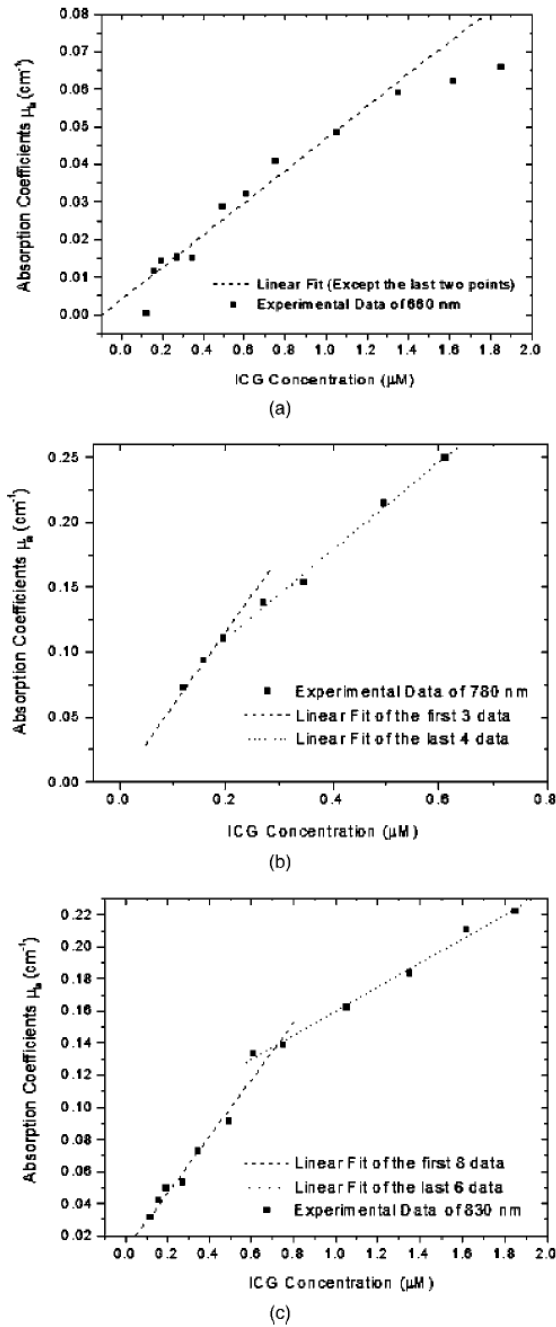 0.08
0.07
0.06
0.05
0.04
0.03
0.02
0.01
0.00
Absorption Coefficients μa (cm-1)
Linear Fit (Except the last two points)
Experimental Data of 660 nm
0.0 0.2 0.4 0.6 0.8 1.0 1.2 1.4 1.6 1.8 2.0
ICG Concentration (μM)
(a)
0.25
0.20
0.15
0.10
0.05
0.00
Absorption Coefficients μa (cm-1)
Experimental Data of 780 nm
Linear Fit of the first 3 data
Linear Fit of the last 4 data
0.0 0.2 0.4 0.6 0.8
ICG Concentration (μM)
(b)
0.22
0.20
0.18
0.16
0.14
0.12
0.10
0.08
0.06
0.04
0.02
Absorption Coefficients μa (cm-1)
Linear Fit of the first 8 data
Linear Fit of the last 6 data
Experimental Data of 830 nm
0.0 0.2 0.4 0.6 0.8 1.0 1.2 1.4 1.6 1.8 2.0
ICG Concentration (μM)
(c)